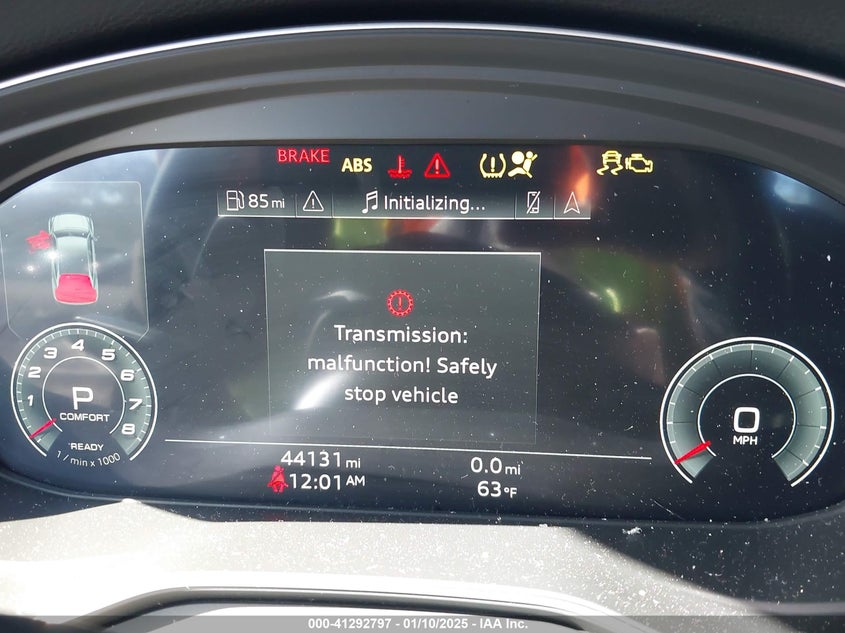 BRAKE ABS
85 mi Initializing...
Transmission:
malfunction! Safely
stop vehicle
1 2 3 4 5 6 7 8
P
COMFORT
READY
1 / min x 1000
0
MPH
44131 mi 0.0 mi
12:01 AM 63 °F
000-41292797 - 01/10/2025 - IAA Inc.